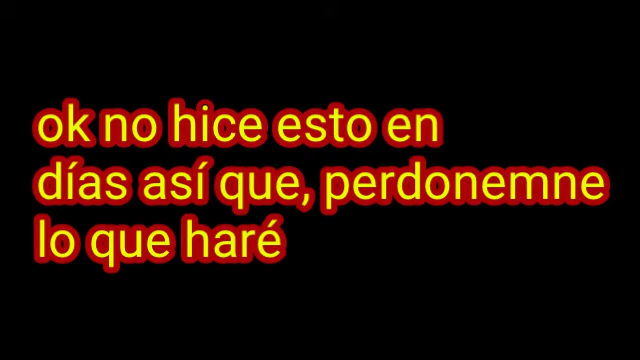 ok no hice esto en
días así que, perdonemne
lo que haré